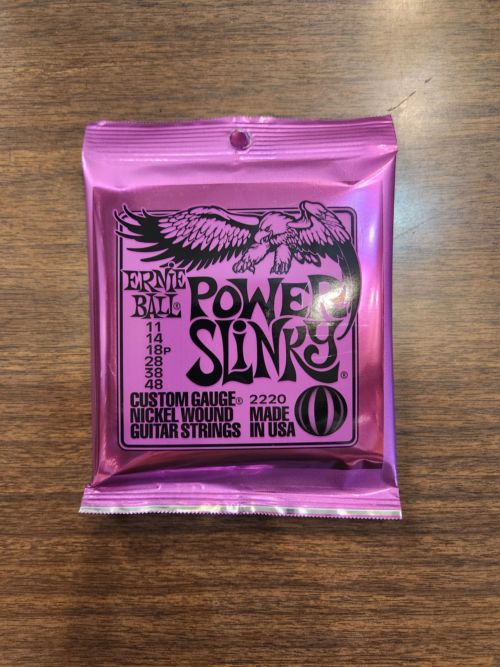 ERNIE
BALL®
POWER
SLINKY®
11
14
18P
28
38
48
CUSTOM GAUGE®
NICKEL WOUND
GUITAR STRINGS
2220
MADE
IN USA